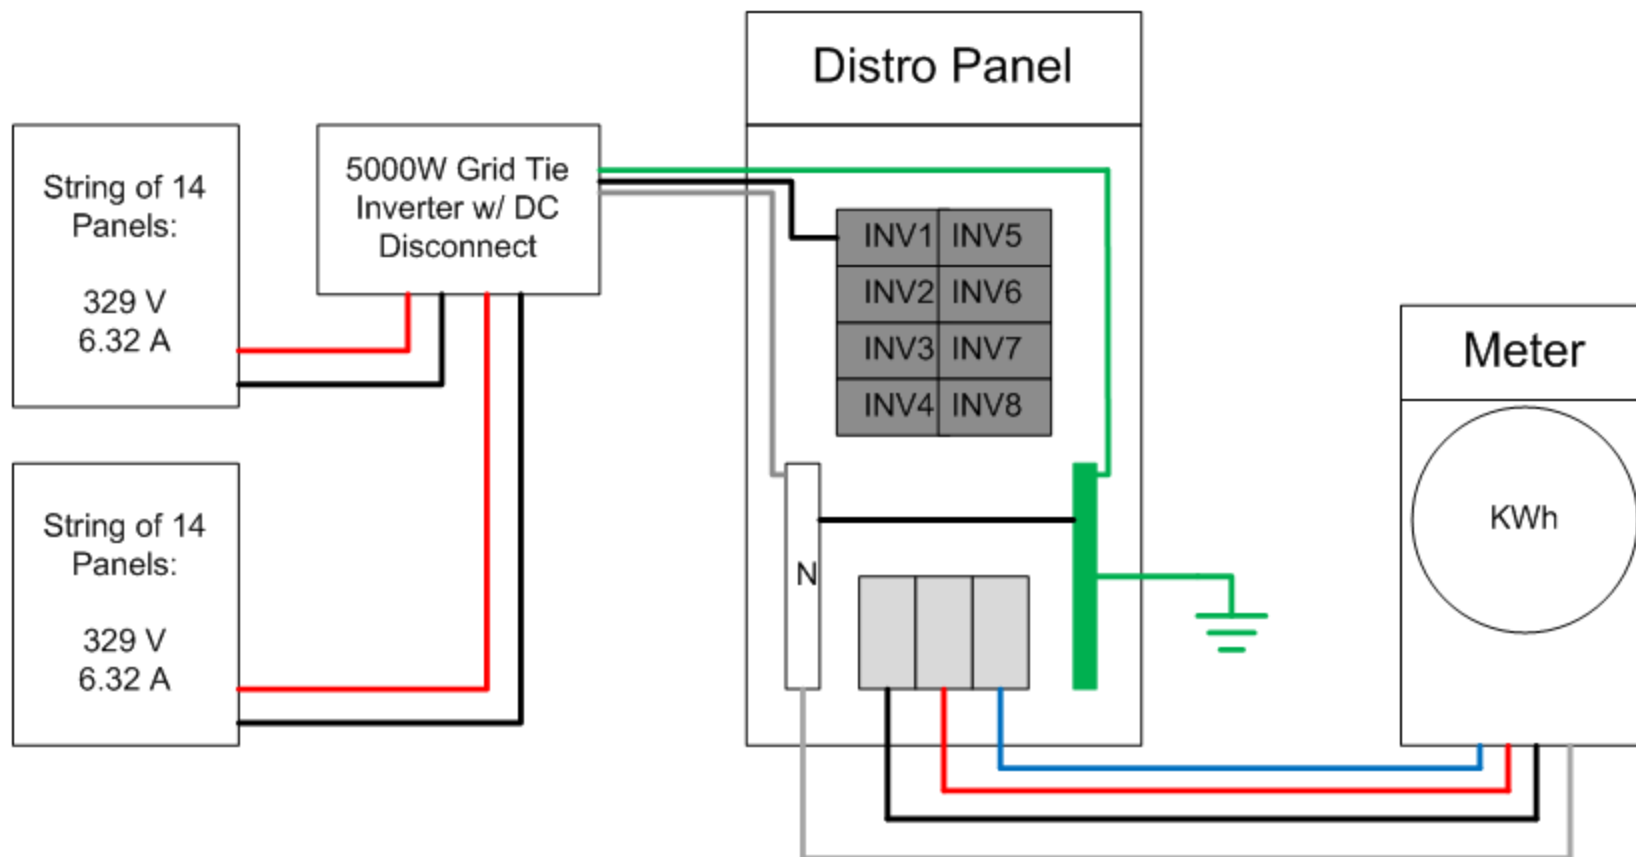 Distro Panel
String of 14
Panels:
329 V
6.32 A
5000W Grid Tie
Inverter w/ DC
Disconnect
INV1 INV5
INV2 INV6
INV3 INV7
INV4 INV8
Meter
KWh
String of 14
Panels:
329 V
6.32 A
N